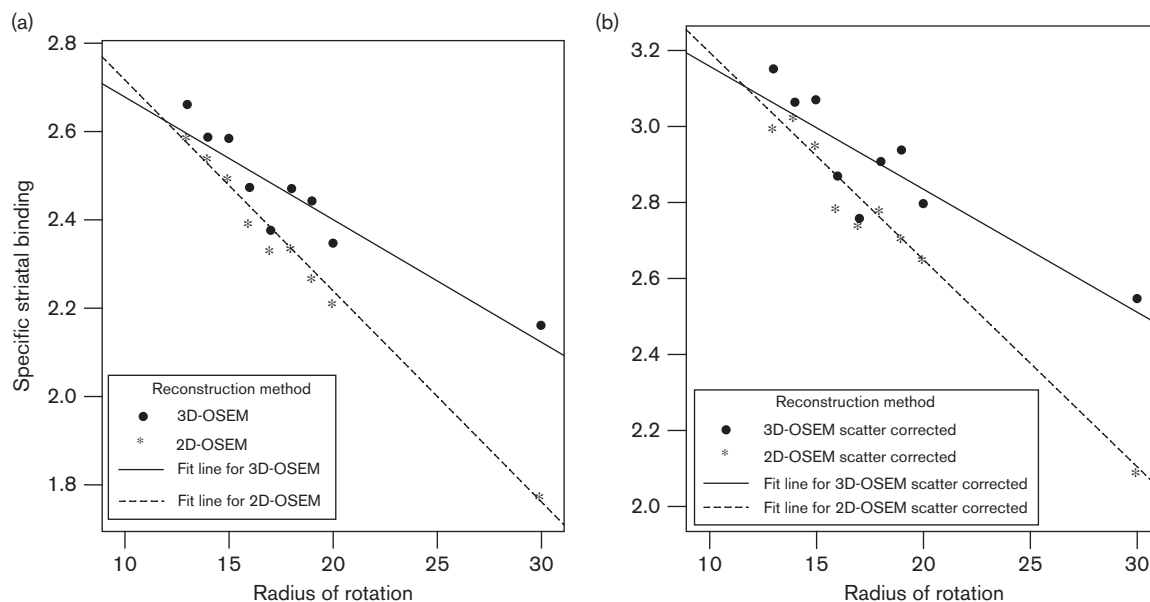 (a)
2.8
2.6
2.4
2.2
2.0
1.8
Specific striatal binding
Reconstruction method
3D-OSEM
2D-OSEM
Fit line for 3D-OSEM
Fit line for 2D-OSEM
10 15 20 25 30
Radius of rotation
(b)
3.2
3.0
2.8
2.6
2.4
2.2
2.0
Reconstruction method
3D-OSEM scatter corrected
2D-OSEM scatter corrected
Fit line for 3D-OSEM scatter corrected
Fit line for 2D-OSEM scatter corrected
10 15 20 25 30
Radius of rotation